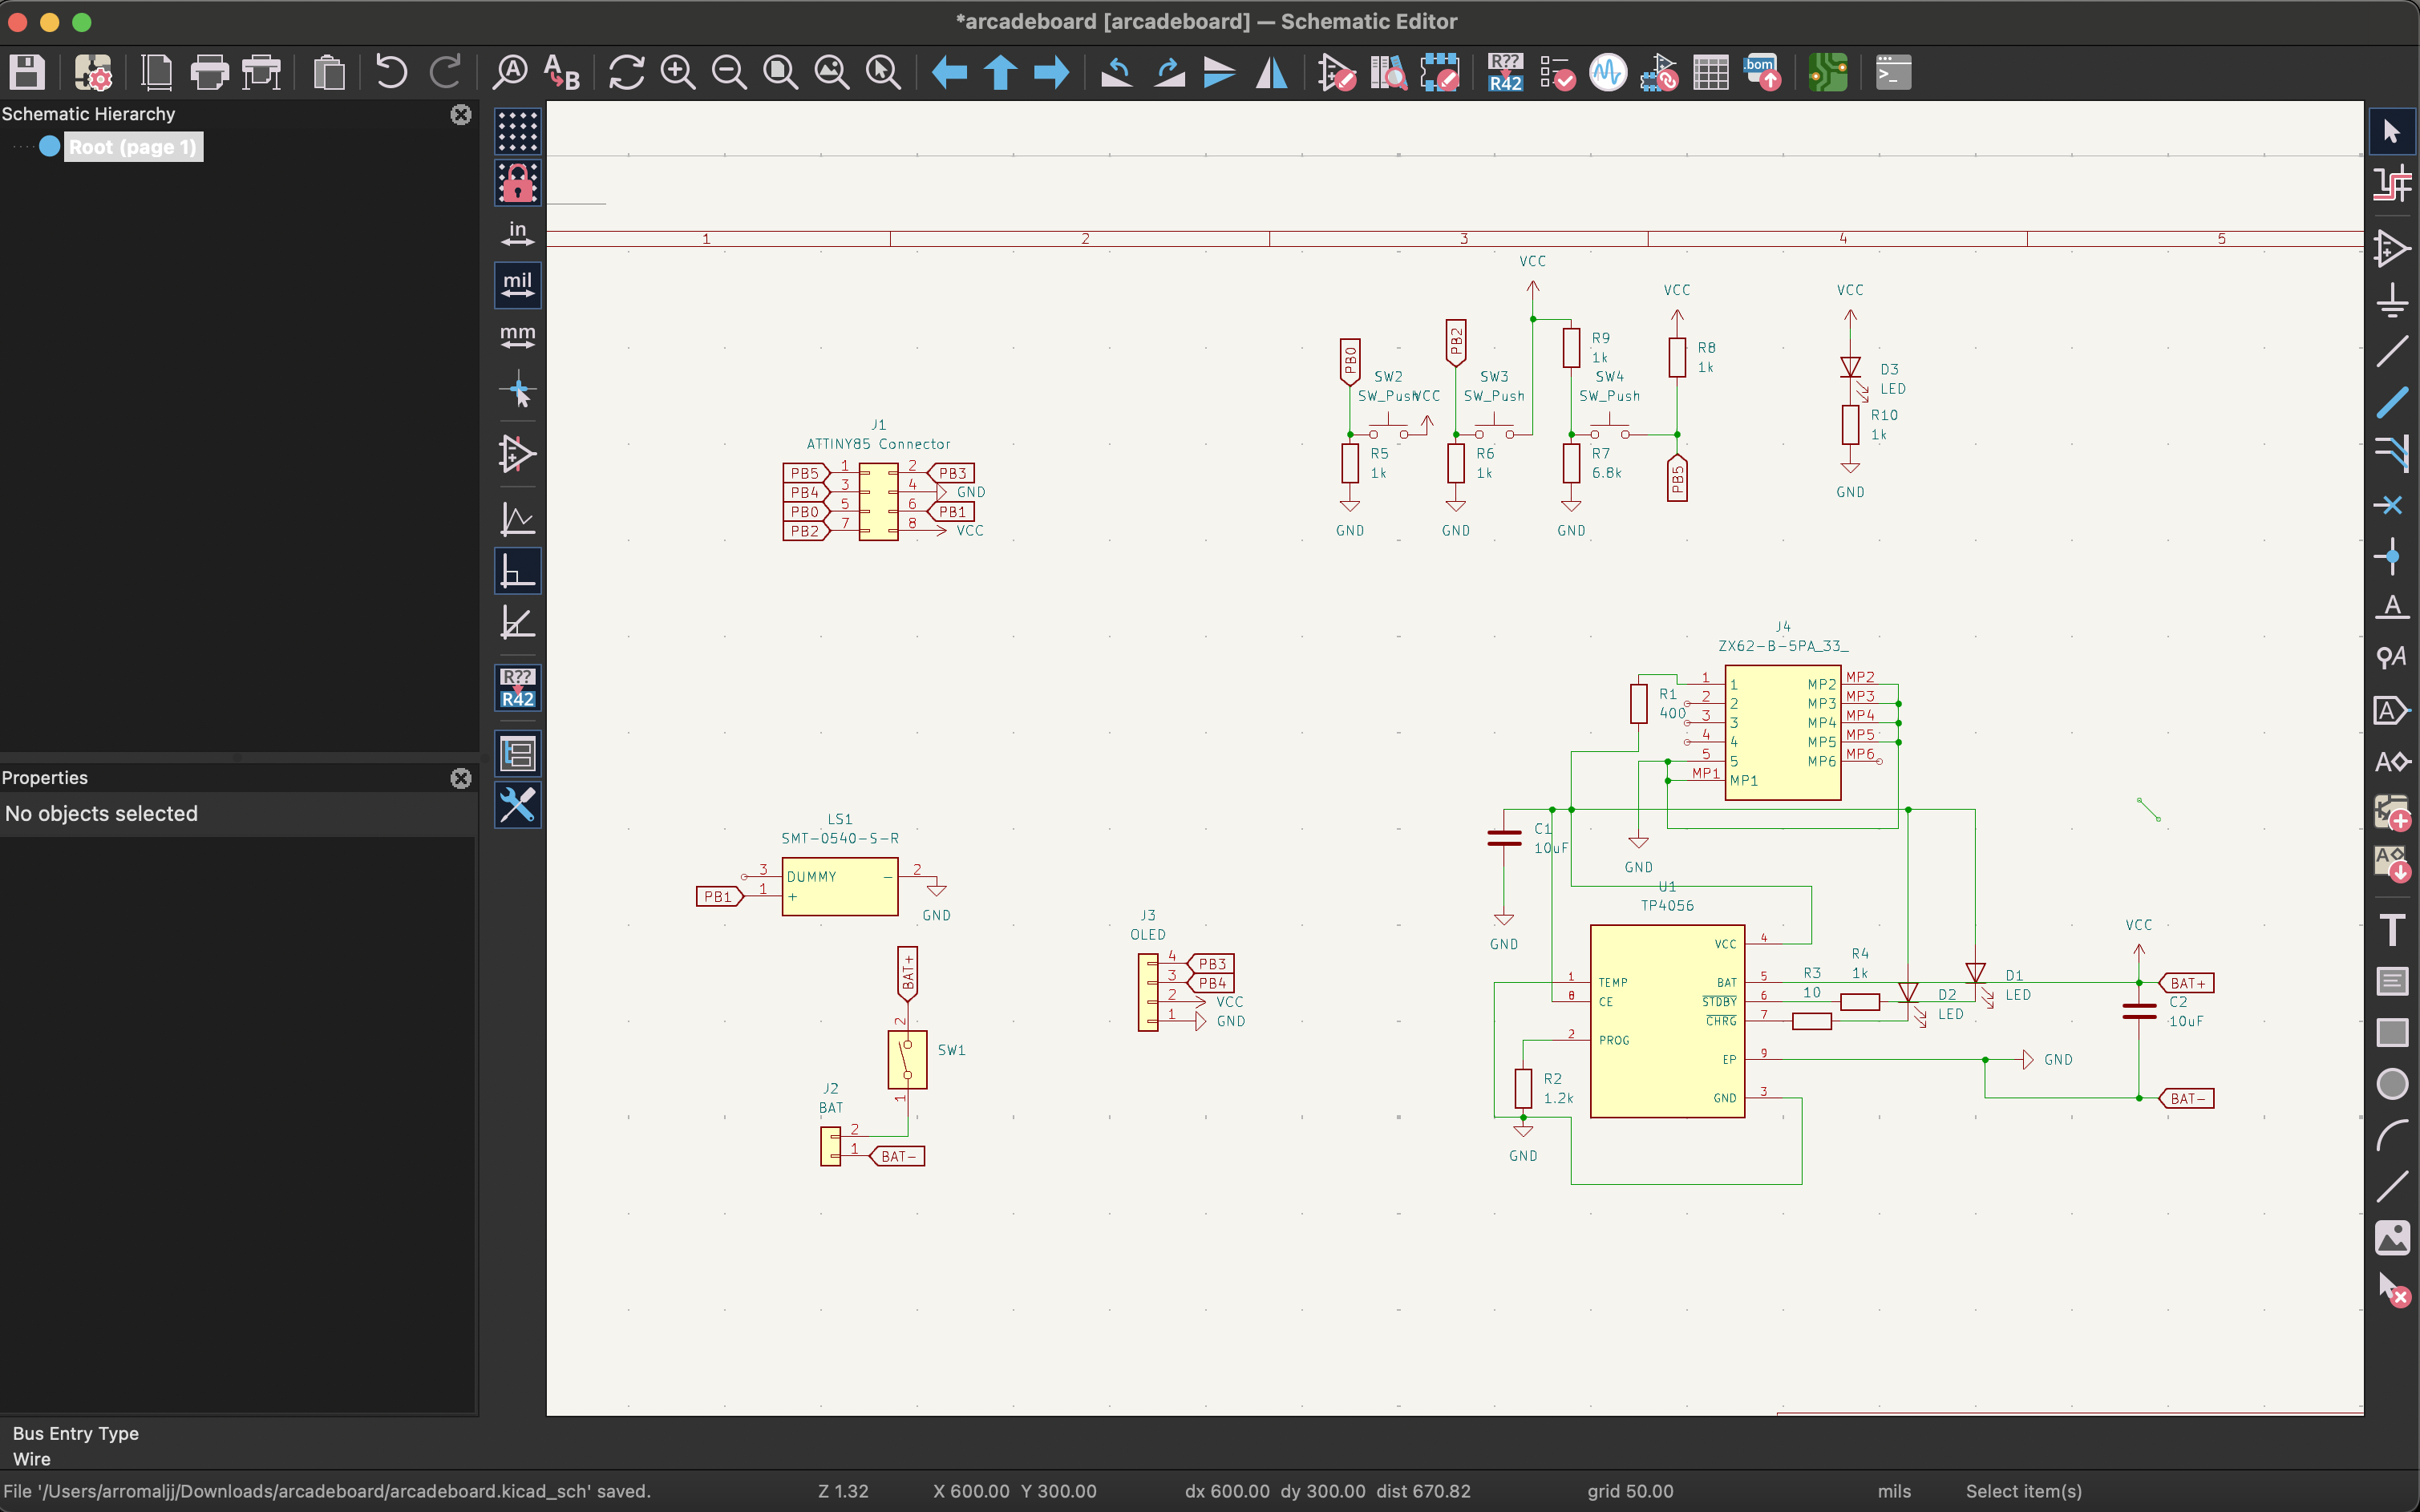 *arcadeboard [arcadeboard] — Schematic Editor
A
A
B
R??
R42
.bom
>_
Schematic Hierarchy
Root (page 1)
in
mil
mm
R??
R42
Properties
No objects selected
1 2 3 4 5
J1
ATTINY85 Connector
PB5 1 2 PB3
PB4 3 4 GND
PB0 5 6 PB1
PB2 7 8 VCC
VCC
VCC
VCC
PB0
PB2
R9
1k
R8
1k
SW2
SW_Push
VCC
SW3
SW_Push
SW4
SW_Push
R5
1k
R6
1k
R7
6.8k
PB5
GND
GND
GND
D3
LED
R10
1k
GND
J4
ZX62-B-5PA_33_
R1
400
1 1 MP2 MP2
2 2 MP3 MP3
3 3 MP4 MP4
4 4 MP5 MP5
5 5 MP6 MP6
MP1 MP1
GND
C1
10uF
GND
LS1
SMT-0540-S-R
3 DUMMY − 2
PB1 1 +
GND
BAT+
2
SW1
1
J2
BAT
2
1 BAT-
J3
OLED
4 PB3
3 PB4
2 VCC
1 GND
U1
TP4056
VCC 4
1 TEMP BAT 5
8 CE STDBY 6
CHRG 7
2 PROG
EP 9
GND 3
R2
1.2k
GND
R3
10
R4
1k
D2
LED
D1
LED
VCC
BAT+
C2
10uF
GND
BAT-
A
A
A
A
A
T
Bus Entry Type
Wire
File '/Users/arromaljj/Downloads/arcadeboard/arcadeboard.kicad_sch' saved.
Z 1.32
X 600.00 Y 300.00
dx 600.00 dy 300.00 dist 670.82
grid 50.00
mils
Select item(s)